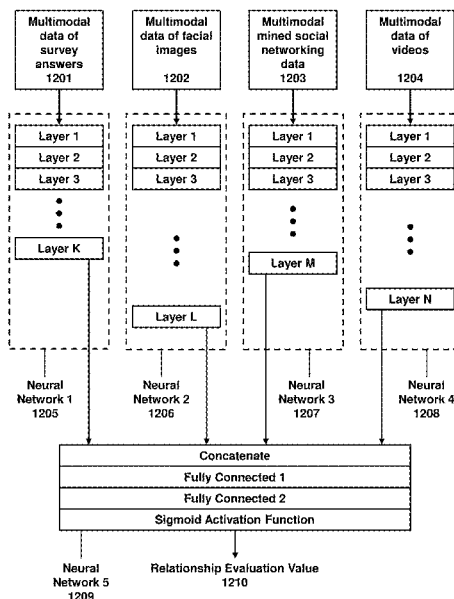 Multimodal
data of
survey
answers
1201
Multimodal
data of facial
images
1202
Multimodal
mined social
networking
data
1203
Multimodal
data of
videos
1204
Layer 1
Layer 2
Layer 3
Layer K
Layer 1
Layer 2
Layer 3
Layer L
Layer 1
Layer 2
Layer 3
Layer M
Layer 1
Layer 2
Layer 3
Layer N
Neural
Network 1
1205
Neural
Network 2
1206
Neural
Network 3
1207
Neural
Network 4
1208
Concatenate
Fully Connected 1
Fully Connected 2
Sigmoid Activation Function
Neural
Network 5
1209
Relationship Evaluation Value
1210